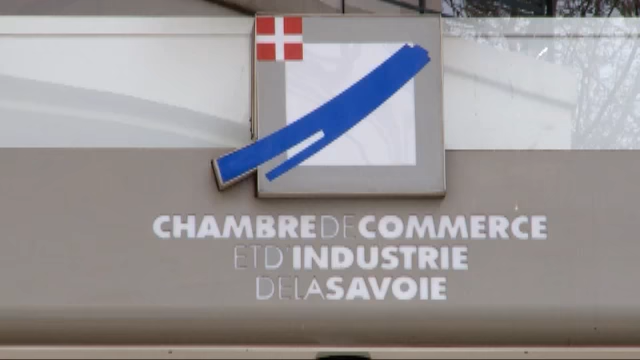 CHAMBRE DE COMMERCE
ET D'INDUSTRIE
DE LA SAVOIE